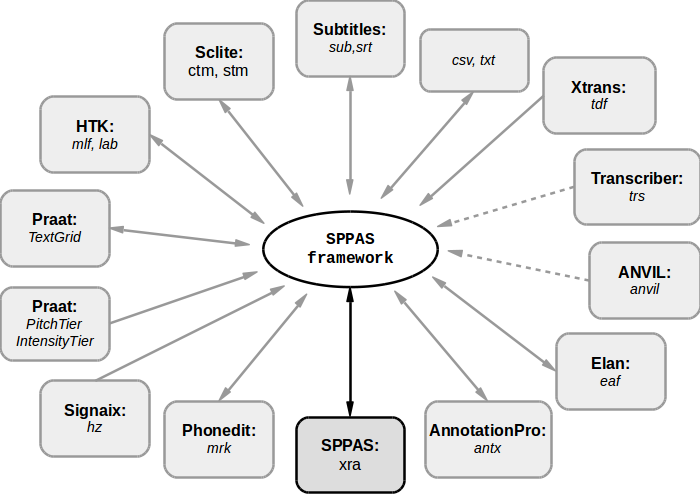 Subtitles:
sub,srt
Sclite:
ctm, stm
csv, txt
Xtrans:
tdf
HTK:
mlf, lab
Transcriber:
trs
Praat:
TextGrid
SPPAS
framework
ANVIL:
anvil
Praat:
PitchTier
IntensityTier
Elan:
eaf
Signaix:
hz
Phonedit:
mrk
SPPAS:
xra
AnnotationPro:
antx